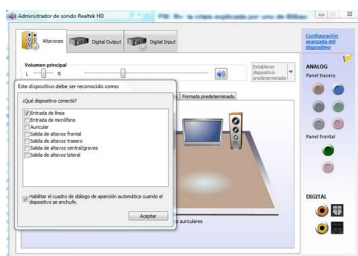 Administrador de sonido Realtek HD
Altavoces
Digital Output
Digital Input
Configuración
avanzada del
dispositivo
Volumen principal
L
R
Establecer
dispositivo
predeterminado
ANALOG
Panel trasero
Este dispositivo debe ser reconocido como:
Formato predeterminado
¿Qué dispositivo conectó?
Entrada de línea
Entrada de micrófono
Auricular
Salida de altavoz frontal
Salida de altavoz trasero
Salida de altavoz central/graves
Salida de altavoz lateral
Panel frontal
Habilitar el cuadro de diálogo de aparición automática cuando el
dispositivo se enchufe.
Aceptar
auriculares
DIGITAL